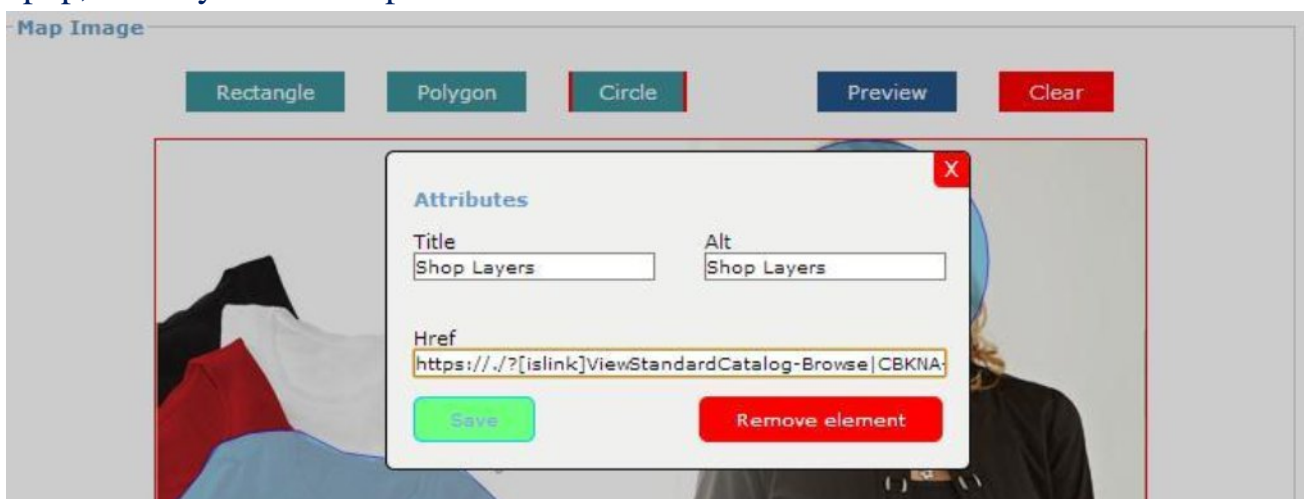 Map Image
Rectangle Polygon Circle Preview Clear
X
Attributes
Title Alt
Shop Layers Shop Layers
Href
https://./?[islink]ViewStandardCatalog-Browse|CBKNA-
Save Remove element